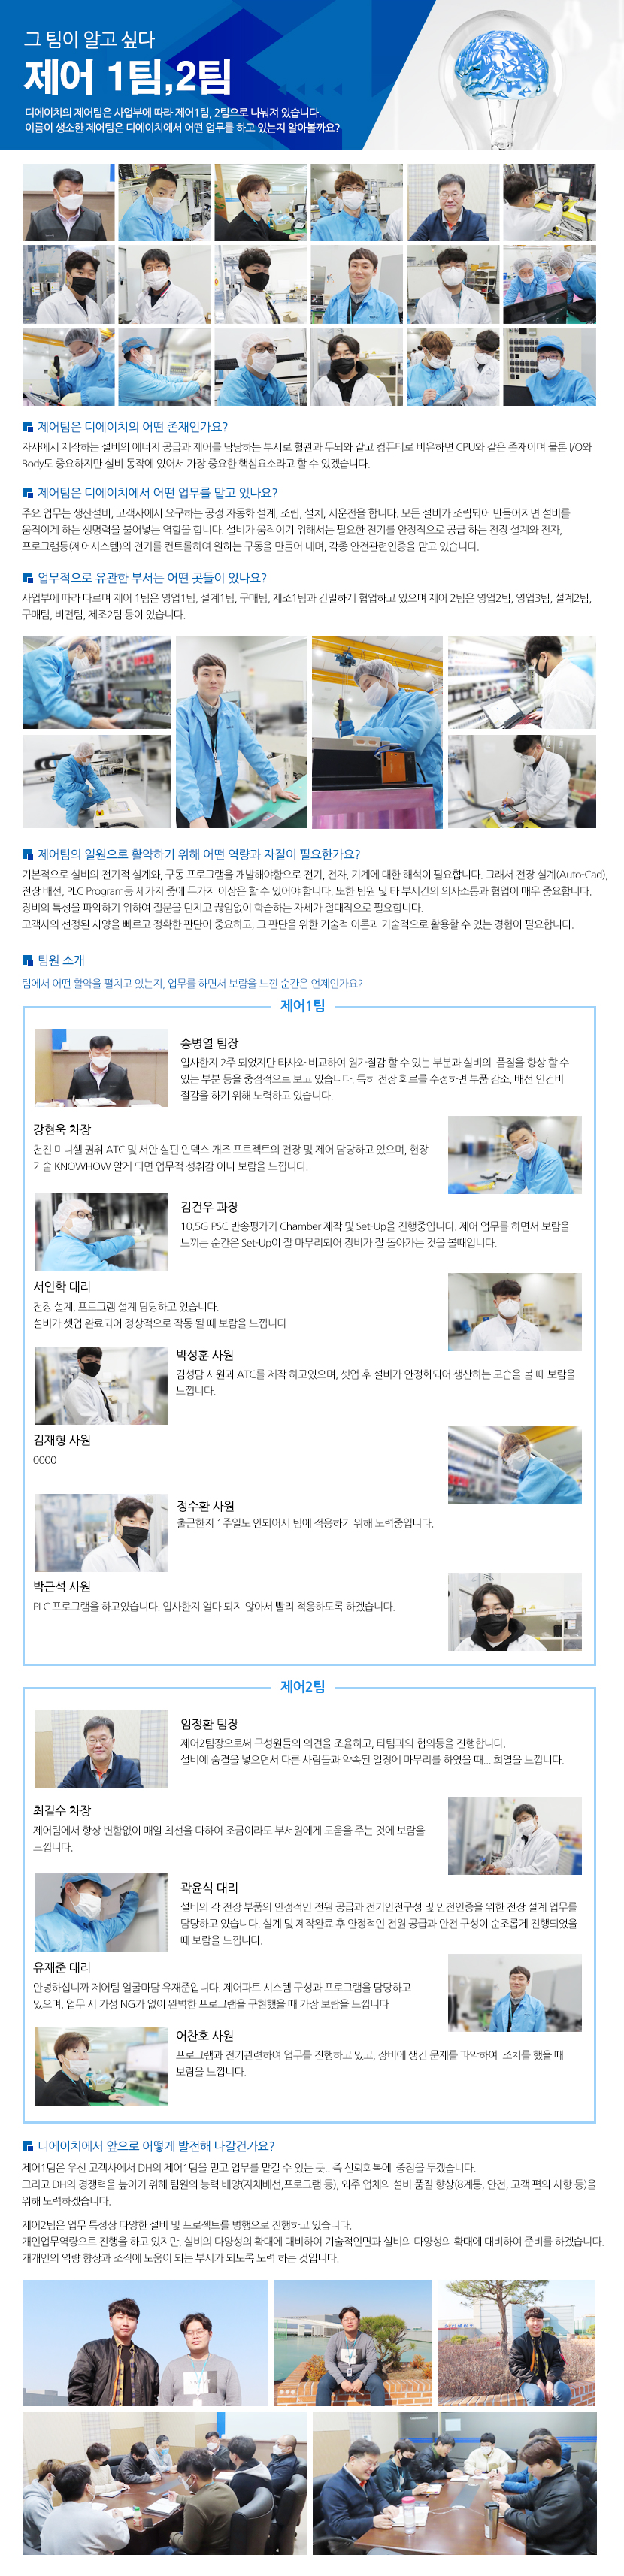 그 팀이 알고 싶다
제어 1팀,2팀
디에이치의 제어팀은 사업부에 따라 제어1팀, 2팀으로 나눠져 있습니다.
이름이 생소한 제어팀은 디에이치에서 어떤 업무를 하고 있는지 알아볼까요?
제어팀은 디에이치의 어떤 존재인가요?
자사에서 제작하는 설비의 에너지 공급과 제어를 담당하는 부서로 혈관과 두뇌와 같고 컴퓨터로 비유하면 CPU와 같은 존재이며 물론 I/O와
Body도 중요하지만 설비 동작에 있어서 가장 중요한 핵심요소라고 할 수 있겠습니다.
제어팀은 디에이치에서 어떤 업무를 맡고 있나요?
주요 업무는 생산설비, 고객사에서 요구하는 공정 자동화 설계, 조립, 설치, 시운전을 합니다. 모든 설비가 조립되어 만들어지면 설비를
움직이게 하는 생명력을 불어넣는 역할을 합니다. 설비가 움직이기 위해서는 필요한 전기를 안정적으로 공급 하는 전장 설계와 전자,
프로그램등(제어시스템)의 전기를 컨트롤하여 원하는 구동을 만들어 내며, 각종 안전관련인증을 맡고 있습니다.
업무적으로 유관한 부서는 어떤 곳들이 있나요?
사업부에 따라 다르며 제어 1팀은 영업1팀, 설계1팀, 구매팀, 제조1팀과 긴밀하게 협업하고 있으며 제어 2팀은 영업2팀, 영업3팀, 설계2팀,
구매팀, 비전팀, 제조2팀 등이 있습니다.
제어팀의 일원으로 활약하기 위해 어떤 역량과 자질이 필요한가요?
기본적으로 설비의 전기적 설계와, 구동 프로그램을 개발해야함으로 전기, 전자, 기계에 대한 해석이 필요합니다. 그래서 전장 설계(Auto-Cad),
전장 배선, PLC Program등 세가지 중에 두가지 이상은 할 수 있어야 합니다. 또한 팀원 및 타 부서간의 의사소통과 협업이 매우 중요합니다.
장비의 특성을 파악하기 위하여 질문을 던지고 끊임없이 학습하는 자세가 절대적으로 필요합니다.
고객사의 선정된 사양을 빠르고 정확한 판단이 중요하고, 그 판단을 위한 기술적 이론과 기술적으로 활용할 수 있는 경험이 필요합니다.
팀원 소개
팀에서 어떤 활약을 펼치고 있는지, 업무를 하면서 보람을 느낀 순간은 언제인가요?
제어1팀
송병열 팀장
입사한지 2주 되었지만 타사와 비교하여 원가절감 할 수 있는 부분과 설비의 품질을 향상 할 수
있는 부분 등을 중점적으로 보고 있습니다. 특히 전장 회로를 수정하면 부품 감소, 배선 인건비
절감을 하기 위해 노력하고 있습니다.
강현욱 차장
천진 미니셀 권취 ATC 및 서안 실핀 인덱스 개조 프로젝트의 전장 및 제어 담당하고 있으며, 현장
기술 KNOWHOW 알게 되면 업무적 성취감 이나 보람을 느낍니다.
김건우 과장
10.5G PSC 반송평가기 Chamber 제작 및 Set-Up을 진행중입니다. 제어 업무를 하면서 보람을
느끼는 순간은 Set-Up이 잘 마무리되어 장비가 잘 돌아가는 것을 볼때입니다.
서인학 대리
전장 설계, 프로그램 설계 담당하고 있습니다.
설비가 셋업 완료되어 정상적으로 작동 될 때 보람을 느낍니다
박성훈 사원
김성담 사원과 ATC를 제작 하고있으며, 셋업 후 설비가 안정화되어 생산하는 모습을 볼 때 보람을
느낍니다.
김재형 사원
0000
정수환 사원
출근한지 1주일도 안되어서 팀에 적응하기 위해 노력중입니다.
박근석 사원
PLC 프로그램을 하고있습니다. 입사한지 얼마 되지 않아서 빨리 적응하도록 하겠습니다.
제어2팀
임정환 팀장
제어2팀장으로써 구성원들의 의견을 조율하고, 타팀과의 협의등을 진행합니다.
설비에 숨결을 넣으면서 다른 사람들과 약속된 일정에 마무리를 하였을 때... 희열을 느낍니다.
최길수 차장
제어팀에서 항상 변함없이 매일 최선을 다하여 조금이라도 부서원에게 도움을 주는 것에 보람을
느낍니다.
곽윤식 대리
설비의 각 전장 부품의 안정적인 전원 공급과 전기안전구성 및 안전인증을 위한 전장 설계 업무를
담당하고 있습니다. 설계 및 제작완료 후 안정적인 전원 공급과 안전 구성이 순조롭게 진행되었을
때 보람을 느낍니다.
유재준 대리
안녕하십니까 제어팀 얼굴마담 유재준입니다. 제어파트 시스템 구성과 프로그램을 담당하고
있으며, 업무 시 가성 NG가 없이 완벽한 프로그램을 구현했을 때 가장 보람을 느낍니다
어찬호 사원
프로그램과 전기관련하여 업무를 진행하고 있고, 장비에 생긴 문제를 파악하여 조치를 했을 때
보람을 느낍니다.
디에이치에서 앞으로 어떻게 발전해 나갈건가요?
제어1팀은 우선 고객사에서 DH의 제어1팀을 믿고 업무를 맡길 수 있는 곳.. 즉 신뢰회복에 중점을 두겠습니다.
그리고 DH의 경쟁력을 높이기 위해 팀원의 능력 배양(자체배선,프로그램 등), 외주 업체의 설비 품질 향상(8계통, 안전, 고객 편의 사항 등)을
위해 노력하겠습니다.
제어2팀은 업무 특성상 다양한 설비 및 프로젝트를 병행으로 진행하고 있습니다.
개인업무역량으로 진행을 하고 있지만, 설비의 다양성의 확대에 대비하여 기술적인면과 설비의 다양성의 확대에 대비하여 준비를 하겠습니다.
개개인의 역량 향상과 조직에 도움이 되는 부서가 되도록 노력 하는 것입니다.